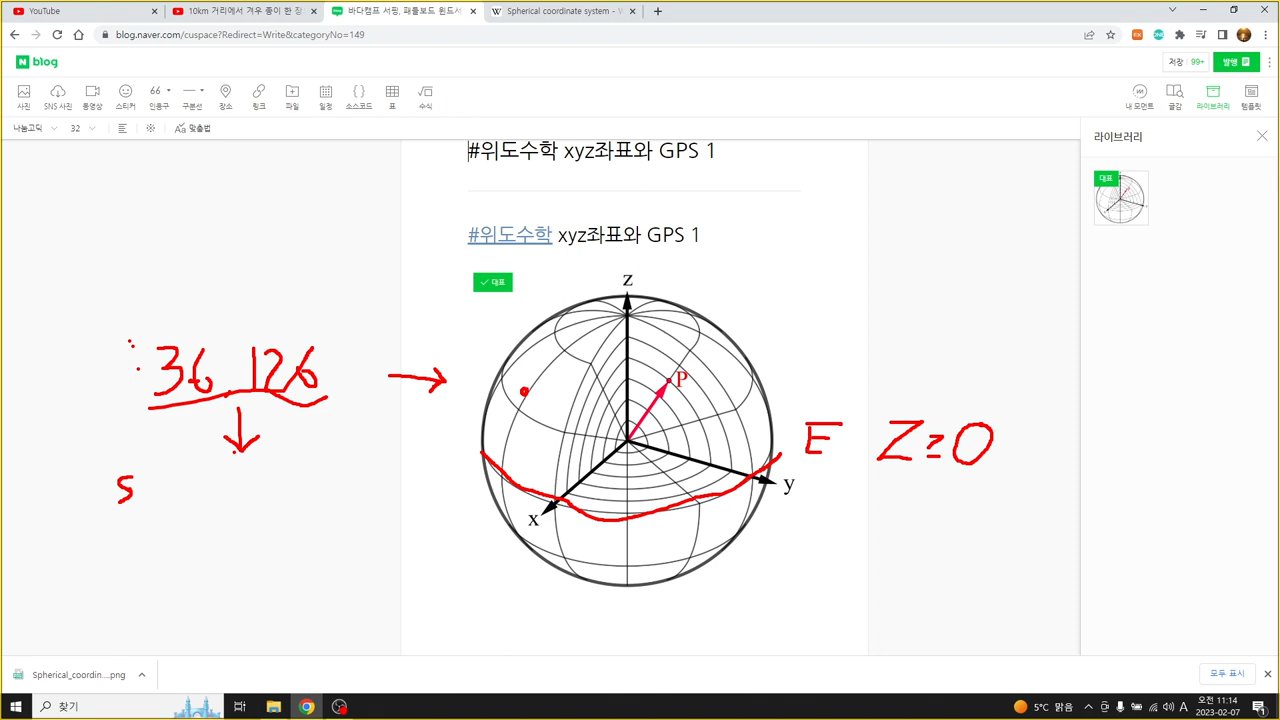 YouTube
10km 거리에서 겨우 종이 한 장
바다캠프 서핑, 패들보드 윈드서
Spherical coordinate system - W
blog.naver.com/cuspace?Redirect=Write&categoryNo=149
N blog
저장 99+
발행
사진 SNS 사진 동영상 스티커 인용구 구분선 장소 링크 파일 일정 소스코드 표 수식
내 모먼트 글감 라이브러리 템플릿
나눔고딕 32 맞춤법
라이브러리
대표
#위도수학 xyz좌표와 GPS 1
#위도수학 xyz좌표와 GPS 1
대표
z
P
36 . 126
E Z=0
y
x
s
Spherical_coordin....png
모두 표시
찾기
5°C 맑음
A
오전 11:14
2023-02-07
1